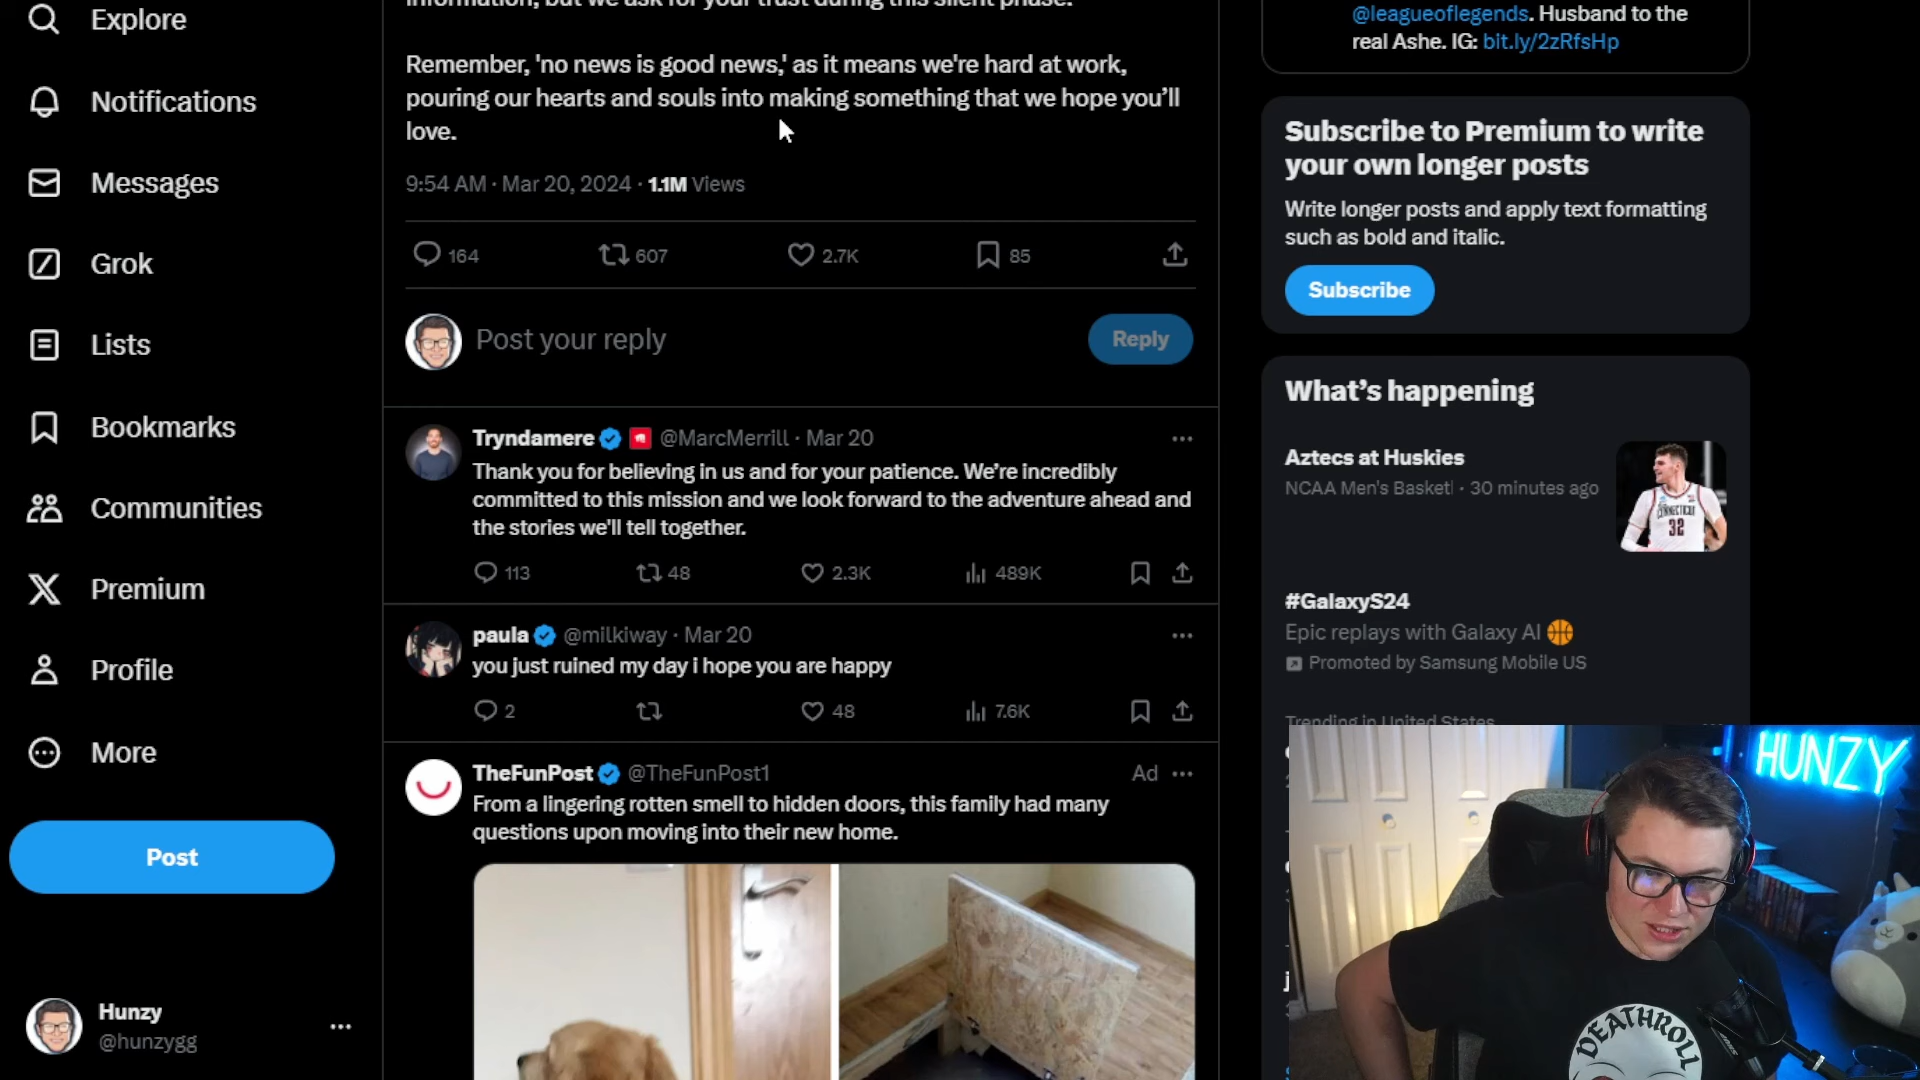 Explore
Notifications
Messages
Grok
Lists
Bookmarks
Communities
Premium
Profile
More
Post
Hunzy
@hunzygg
information, but we ask for your trust during this silent phase.
Remember, 'no news is good news,' as it means we're hard at work,
pouring our hearts and souls into making something that we hope you'll
love.
9:54 AM · Mar 20, 2024 · 1.1M Views
164 607 2.7K 85
Post your reply
Reply
Tryndamere @MarcMerrill · Mar 20
Thank you for believing in us and for your patience. We're incredibly
committed to this mission and we look forward to the adventure ahead and
the stories we'll tell together.
113 48 2.3K 489K
paula @milkiway · Mar 20
you just ruined my day i hope you are happy
2 48 7.6K
TheFunPost @TheFunPost1 Ad
From a lingering rotten smell to hidden doors, this family had many
questions upon moving into their new home.
@leagueoflegends. Husband to the
real Ashe. IG: bit.ly/2zRfsHp
Subscribe to Premium to write
your own longer posts
Write longer posts and apply text formatting
such as bold and italic.
Subscribe
What's happening
Aztecs at Huskies
NCAA Men's Basketl · 30 minutes ago
CONNECTICUT
32
#GalaxyS24
Epic replays with Galaxy AI
Promoted by Samsung Mobile US
Trending in United States
HUNZY
DEATHROLL